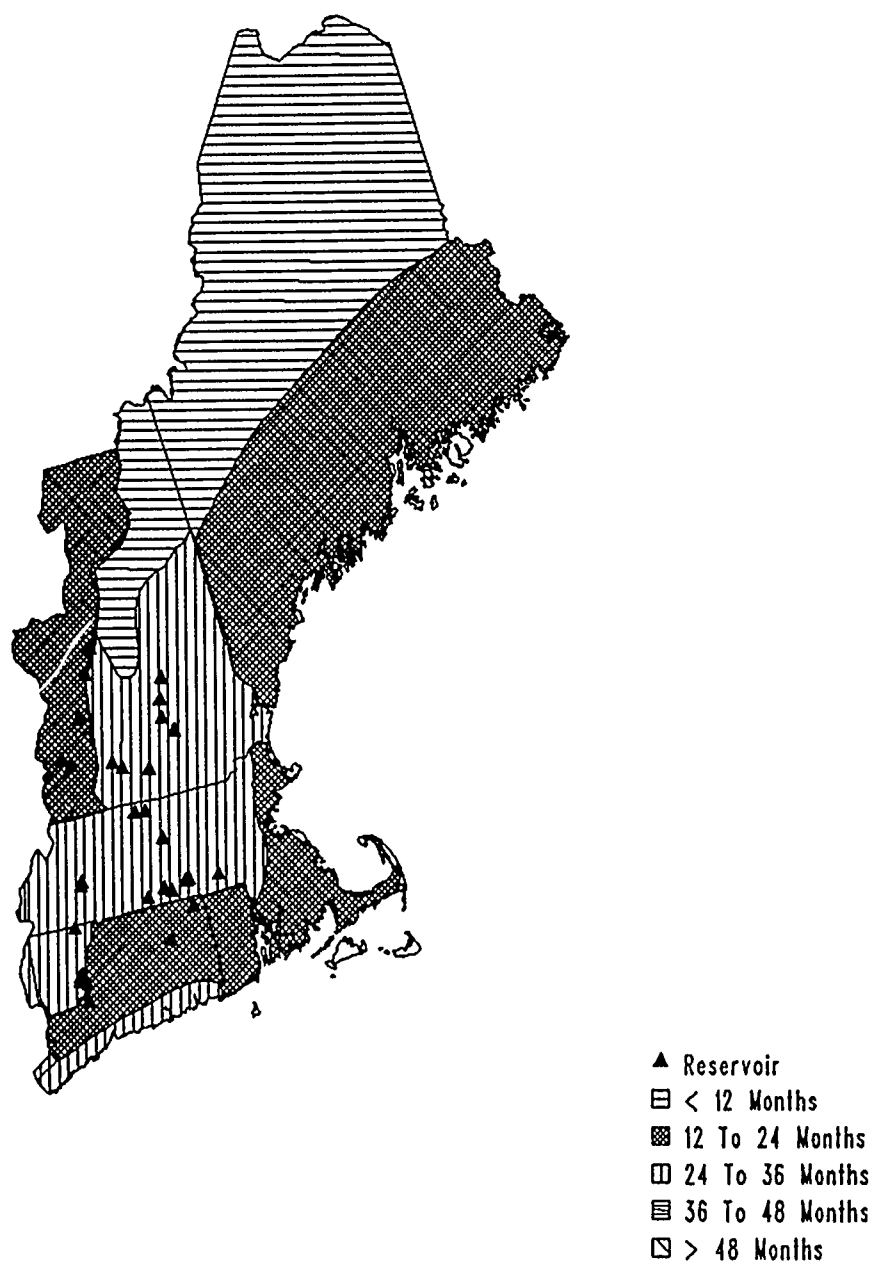 Reservoir
< 12 Months
12 To 24 Months
24 To 36 Months
36 To 48 Months
> 48 Months